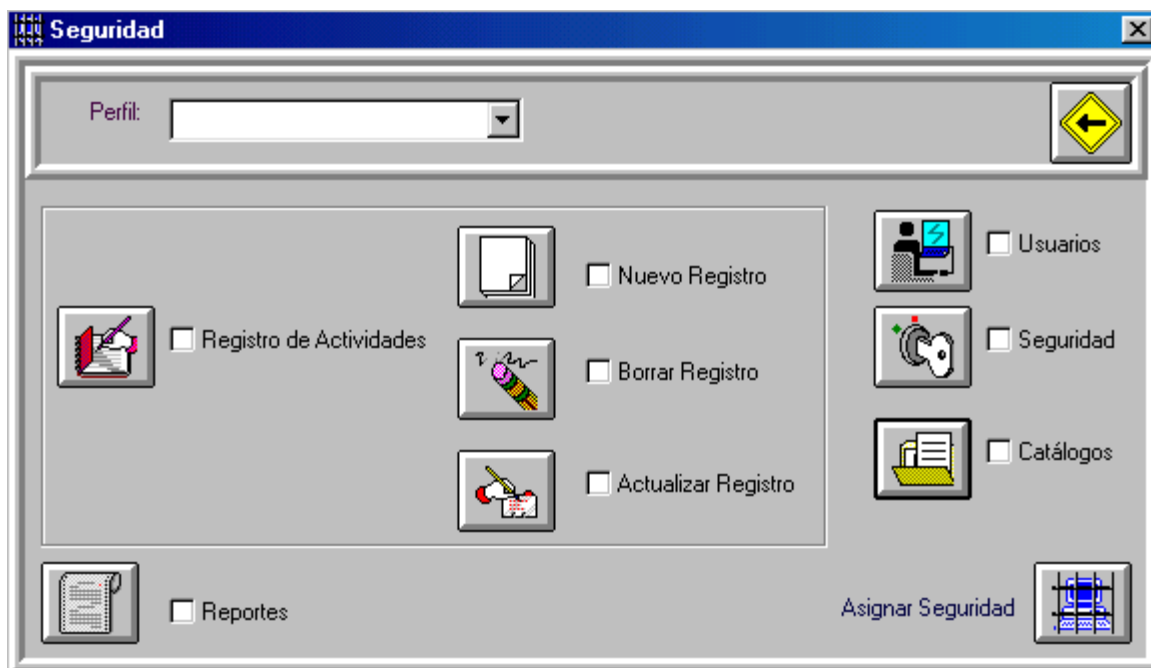 Seguridad
Perfil:
Usuarios
Nuevo Registro
Registro de Actividades
Seguridad
Borrar Registro
Catálogos
Actualizar Registro
Reportes
Asignar Seguridad